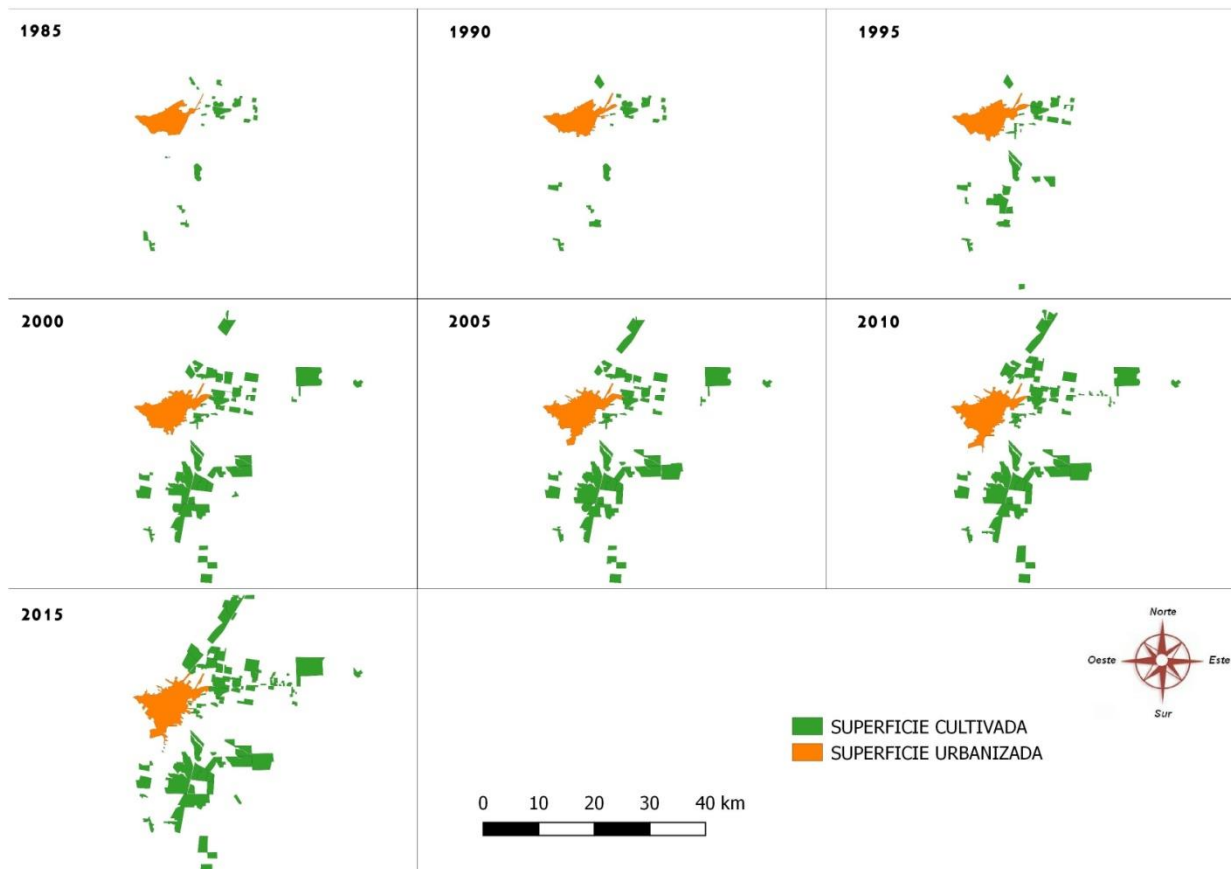 1985
1990
1995
2000
2005
2010
2015
Norte
Oeste
Este
Sur
SUPERFICIE CULTIVADA
SUPERFICIE URBANIZADA
0 10 20 30 40 km